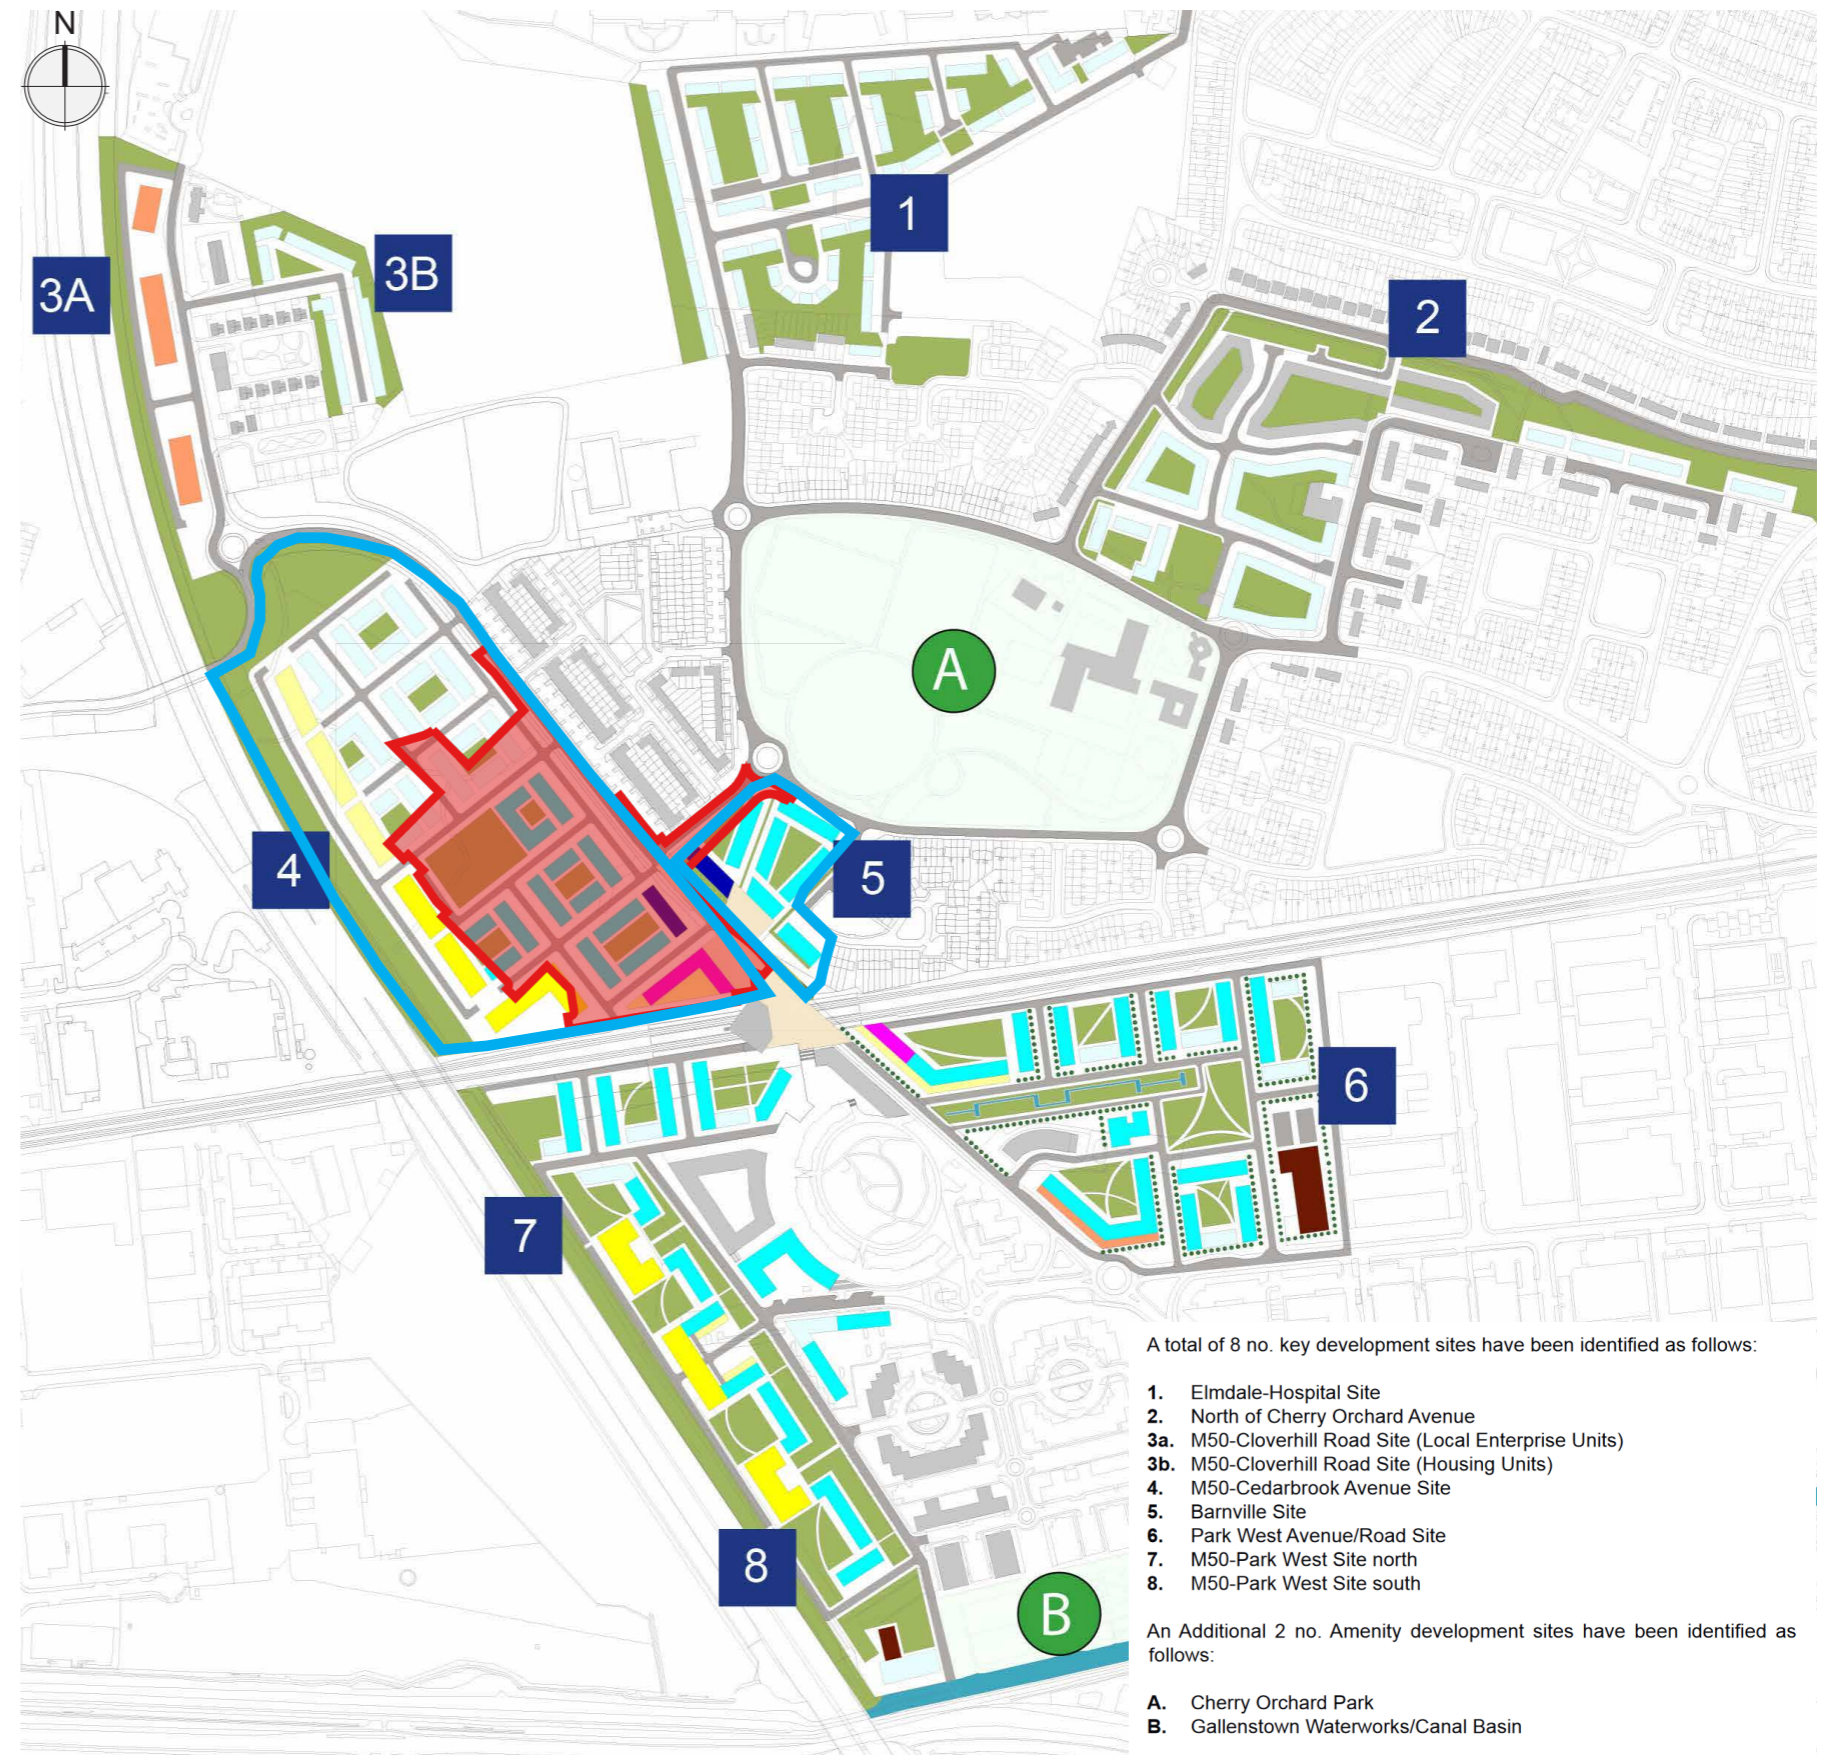 N
1
3A
3B
2
A
4
5
6
7
8
B
A total of 8 no. key development sites have been identified as follows:
1. Elmdale-Hospital Site
2. North of Cherry Orchard Avenue
3a. M50-Cloverhill Road Site (Local Enterprise Units)
3b. M50-Cloverhill Road Site (Housing Units)
4. M50-Cedarbrook Avenue Site
5. Barnville Site
6. Park West Avenue/Road Site
7. M50-Park West Site north
8. M50-Park West Site south
An Additional 2 no. Amenity development sites have been identified as
follows:
A. Cherry Orchard Park
B. Gallenstown Waterworks/Canal Basin